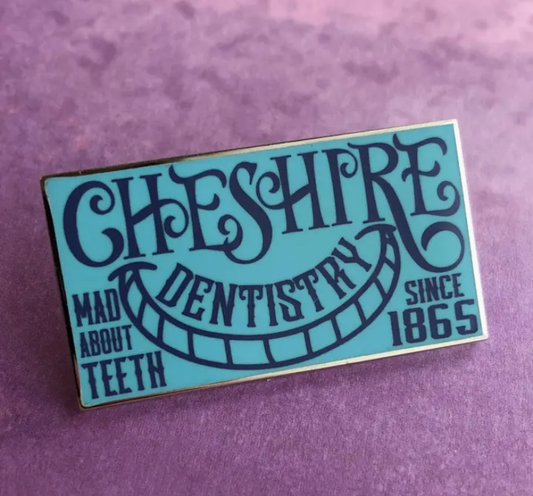 CHESHIRE
DENTISTRY
MAD
ABOUT
TEETH
SINCE
1865